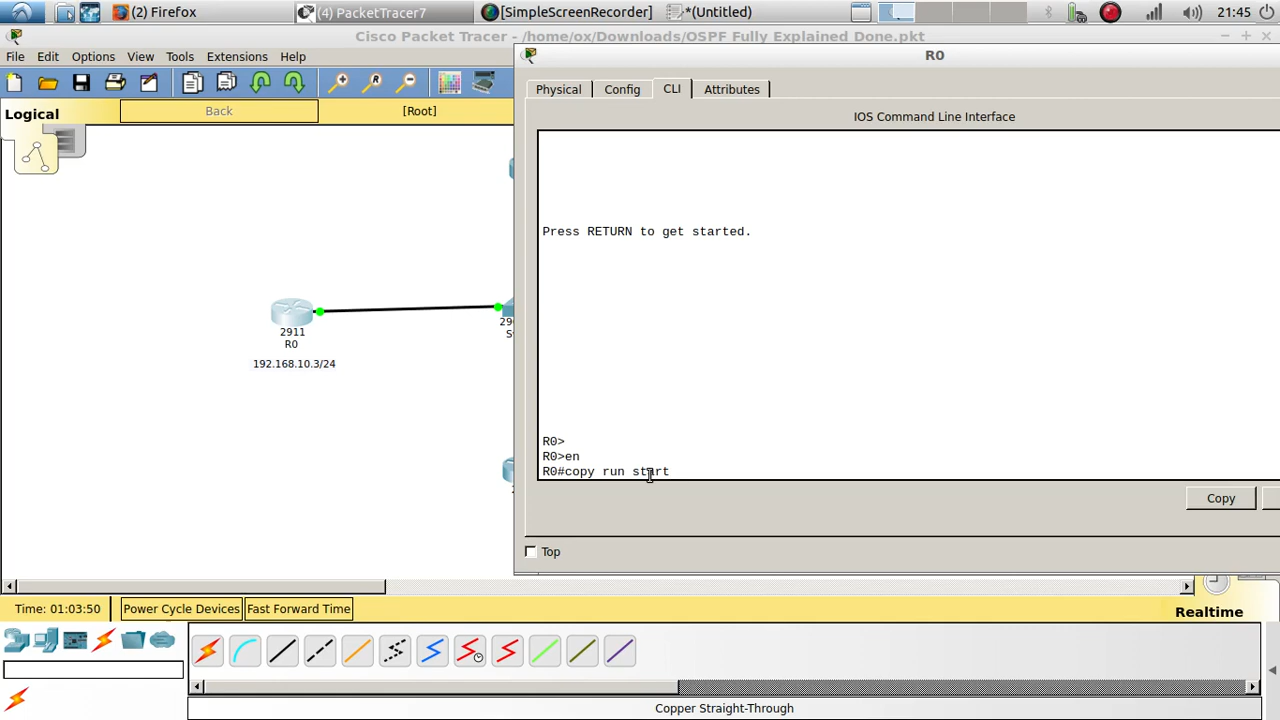 (2) Firefox
(4) PacketTracer7
[SimpleScreenRecorder]
*(Untitled)
21:45
Cisco Packet Tracer - /home/ox/Downloads/OSPF Fully Explained Done.pkt
R0
File Edit Options View Tools Extensions Help
Physical Config CLI Attributes
Logical
Back
[Root]
IOS Command Line Interface
Press RETURN to get started.
2911
R0
192.168.10.3/24
R0>
R0>en
R0#copy run start
Copy
Top
Time: 01:03:50
Power Cycle Devices
Fast Forward Time
Realtime
Copper Straight-Through